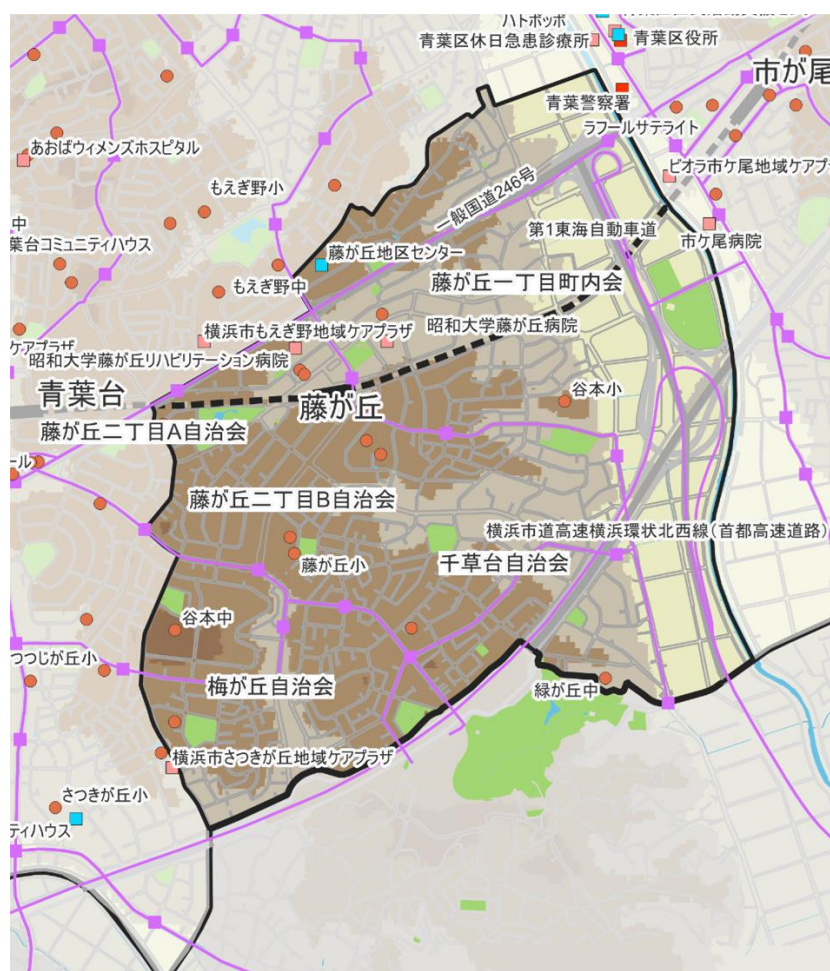 ハトポッポ
青葉区休日急患診療所
青葉区役所
市が尾
青葉警察署
ラフールサテライト
あおばウィメンズホスピタル
ビオラ市ケ尾地域ケアプラ
もえぎ野小
一般国道246号
中
葉台コミュニティハウス
藤が丘地区センター
第1東海自動車道
市ケ尾病院
もえぎ野中
藤が丘一丁目町内会
横浜市もえぎ野地域ケアプラザ
昭和大学藤が丘病院
ケアプラザ
昭和大学藤が丘リハビリテーション病院
青葉台
藤が丘
谷本小
藤が丘二丁目A自治会
ール
藤が丘二丁目B自治会
横浜市道高速横浜環状北西線(首都高速道路)
藤が丘小
千草台自治会
谷本中
つつじが丘小
梅が丘自治会
緑が丘中
横浜市さつきが丘地域ケアプラザ
さつきが丘小
ティハウス